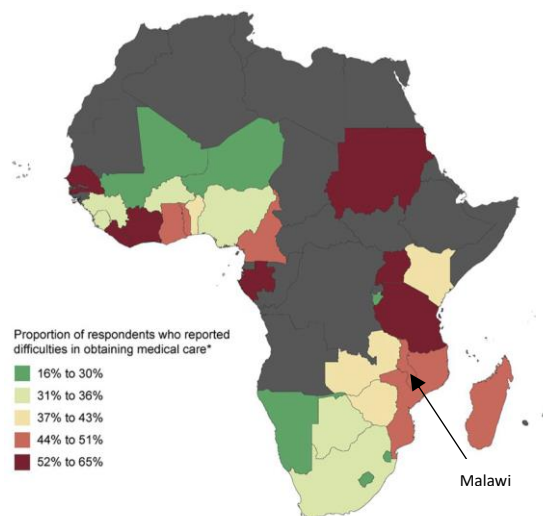 Proportion of respondents who reported
difficulties in obtaining medical care*
16% to 30%
31% to 36%
37% to 43%
44% to 51%
52% to 65%
Malawi